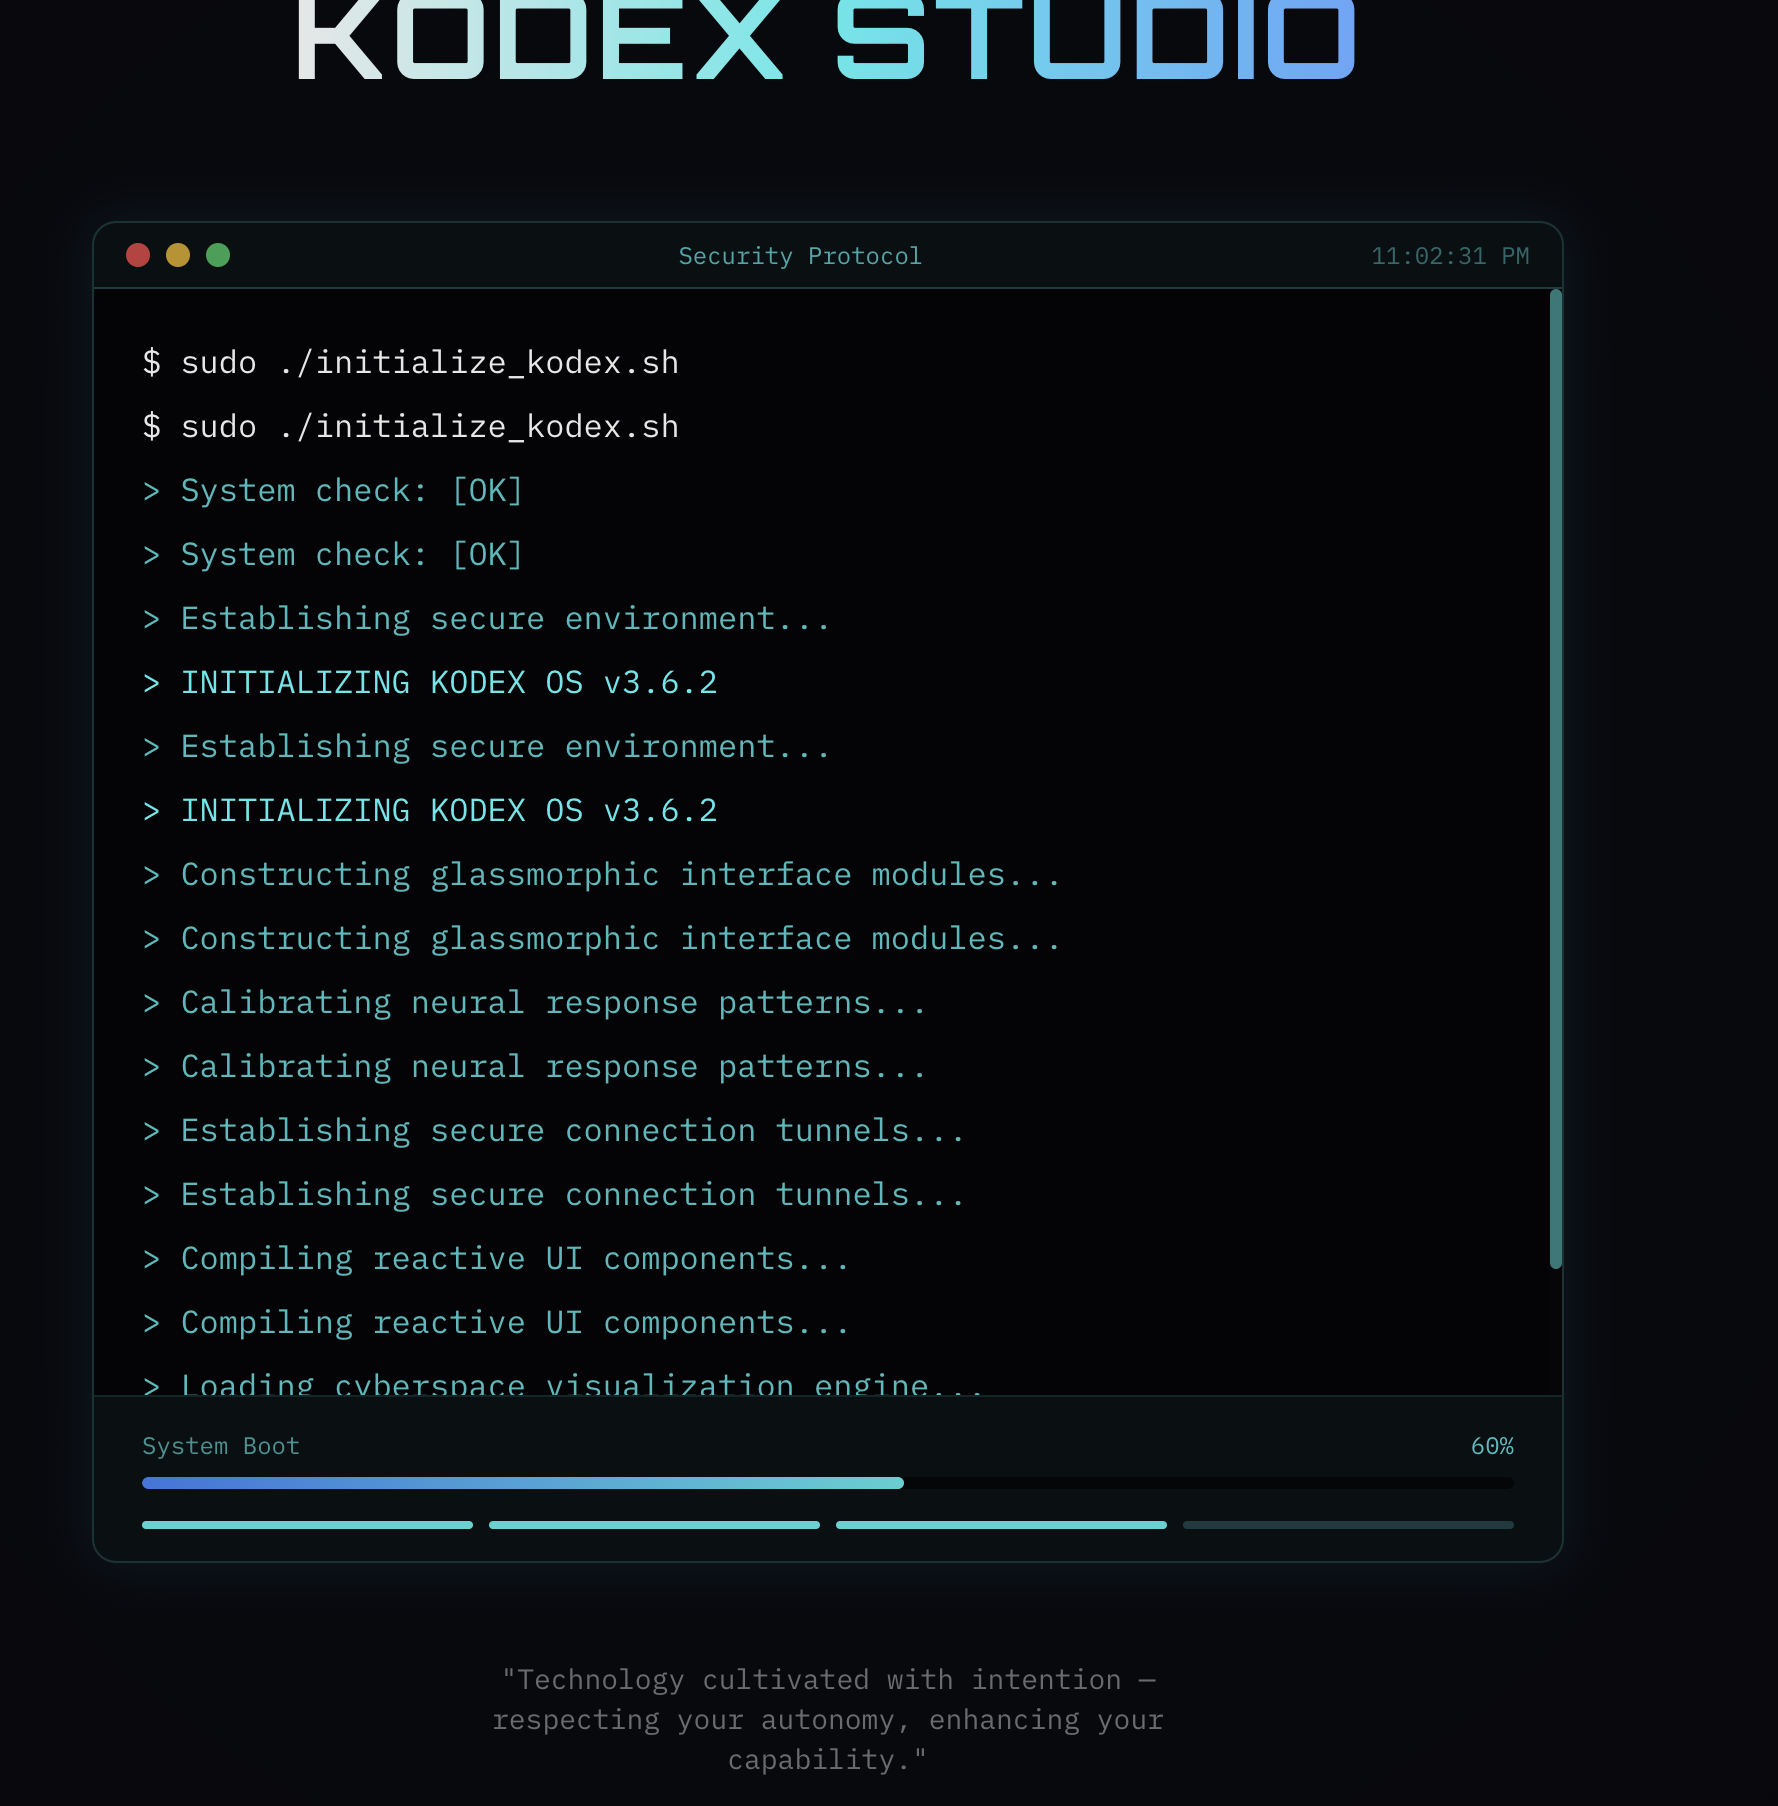 KODEX STUDIO
Security Protocol
11:02:31 PM
$ sudo ./initialize_kodex.sh
$ sudo ./initialize_kodex.sh
> System check: [OK]
> System check: [OK]
> Establishing secure environment...
> INITIALIZING KODEX OS v3.6.2
> Establishing secure environment...
> INITIALIZING KODEX OS v3.6.2
> Constructing glassmorphic interface modules...
> Constructing glassmorphic interface modules...
> Calibrating neural response patterns...
> Calibrating neural response patterns...
> Establishing secure connection tunnels...
> Establishing secure connection tunnels...
> Compiling reactive UI components...
> Compiling reactive UI components...
> Loading cyberspace visualization engine...
System Boot
60%
"Technology cultivated with intention —
respecting your autonomy, enhancing your
capability."